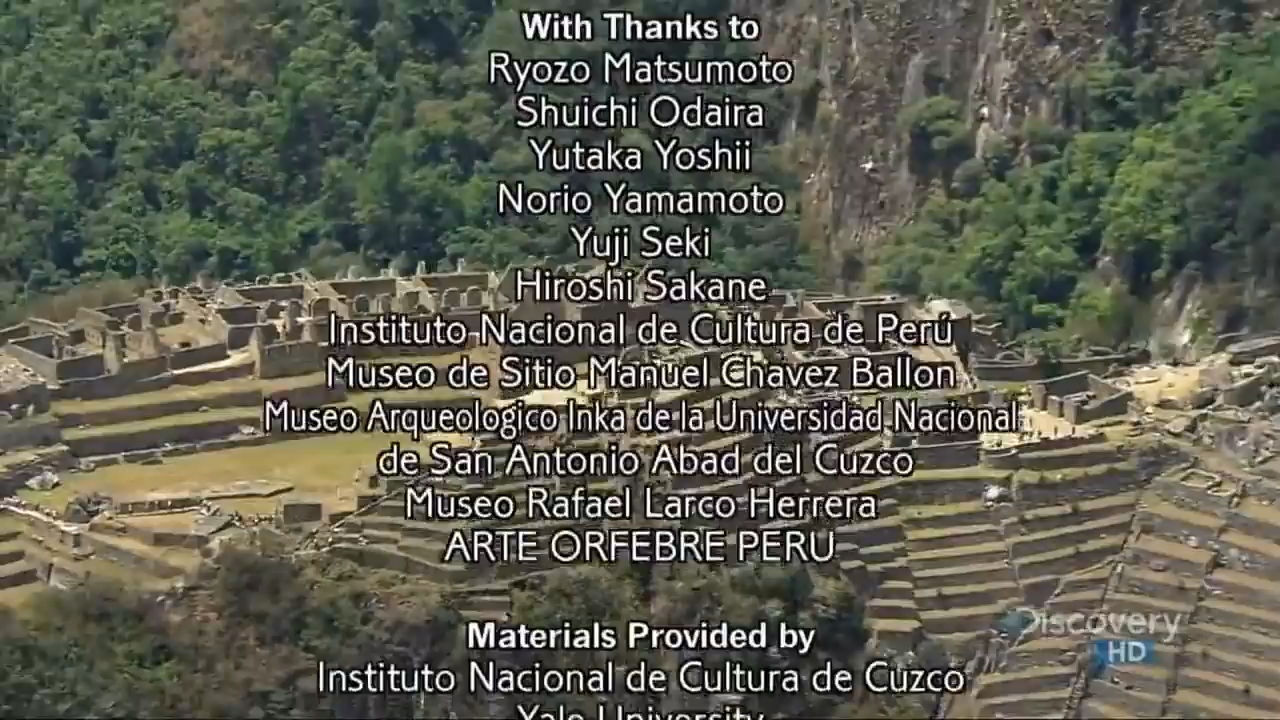 With Thanks to
Ryozo Matsumoto
Shuichi Odaira
Yutaka Yoshii
Norio Yamamoto
Yuji Seki
Hiroshi Sakane
Instituto Nacional de Cultura de Perú
Museo de Sitio Manuel Chavez Ballon
Museo Arqueologico Inka de la Universidad Nacional
de San Antonio Abad del Cuzco
Museo Rafael Larco Herrera
ARTE ORFEBRE PERU
Discovery
HD
Materials Provided by
Instituto Nacional de Cultura de Cuzco
Yale University